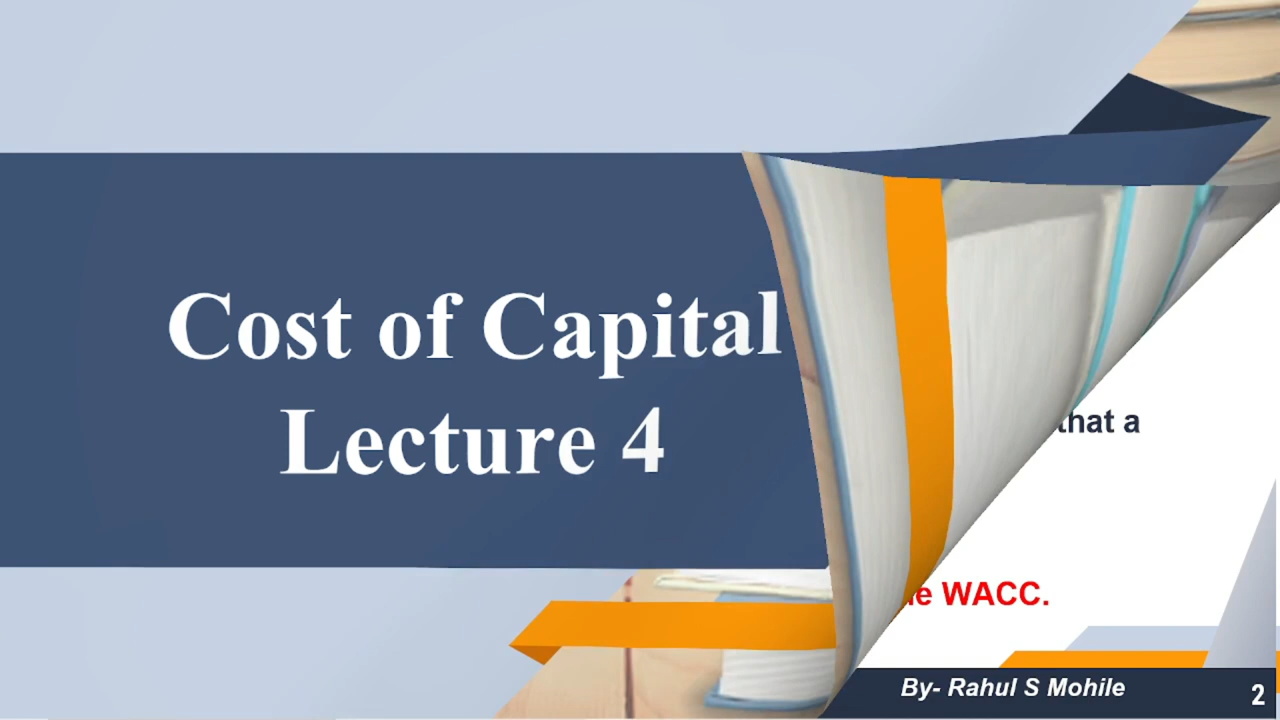 Cost of Capital
Lecture 4
that a
WACC.
By- Rahul S Mohile
2